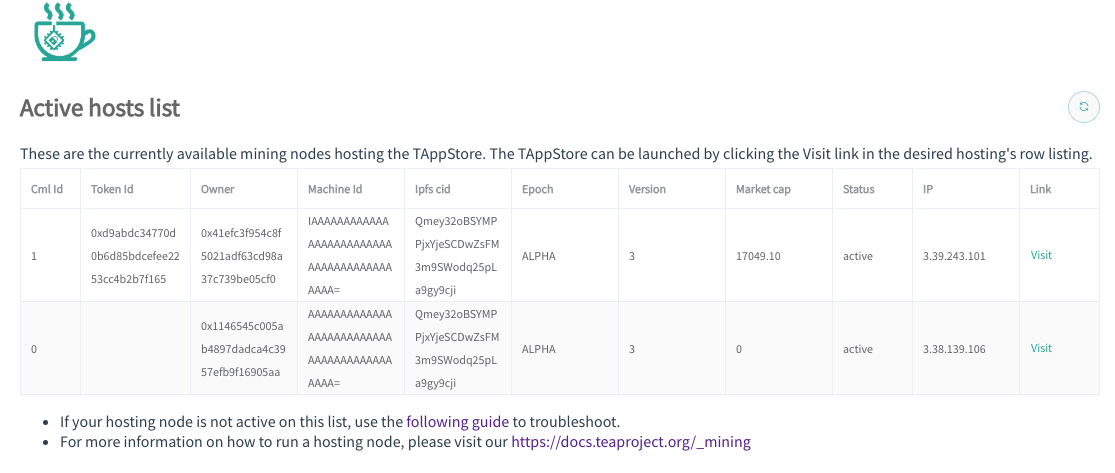 Active hosts list
These are the currently available mining nodes hosting the TAppStore. The TAppStore can be launched by clicking the Visit link in the desired hosting's row listing.
Cml Id Token Id Owner Machine Id Ipfs cid Epoch Version Market cap Status IP Link
1 0xd9abdc34770d0b6d85bdcefee2253cc4b2b7f165 0x41efc3f954c8f5021adf63cd98a37c739be05cf0 IAAAAAAAAAAAAAAAAAAAAAAAAAAAAAAAAAAAAAAAAAA= Qmey32oBSYMPPjxYjeSCDwZsFM3m9SWodq25pLa9gy9cji ALPHA 3 17049.10 active 3.39.243.101 Visit
0 0x1146545c005ab4897dadca4c3957efb9f16905aa AAAAAAAAAAAAAAAAAAAAAAAAAAAAAAAAAAAAAAAAAAA= Qmey32oBSYMPPjxYjeSCDwZsFM3m9SWodq25pLa9gy9cji ALPHA 3 0 active 3.38.139.106 Visit
• If your hosting node is not active on this list, use the following guide to troubleshoot.
• For more information on how to run a hosting node, please visit our https://docs.teaproject.org/_mining